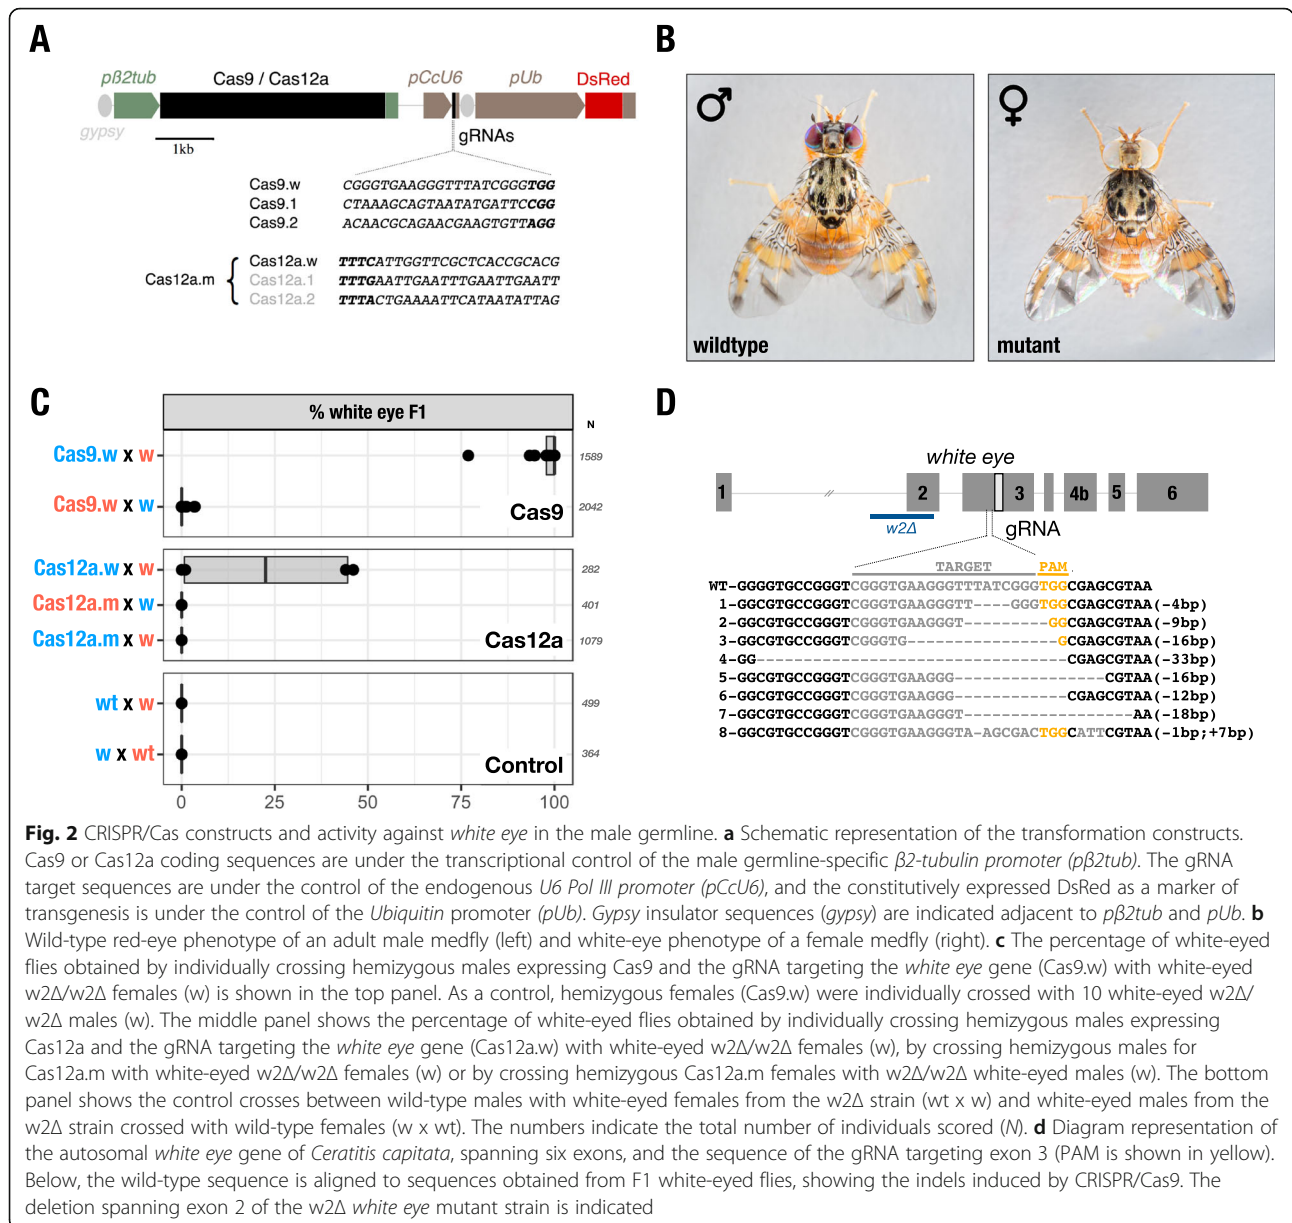 A
pß2tub
Cas9 / Cas12a
pCcU6
pUb
DsRed
gypsy
1kb
gRNAs
Cas9.w CGGGTGAAGGGTTTATCGGGTGG
Cas9.1 CTAAAGCAGTAATATGATTCCGG
Cas9.2 ACAACGCAGAACGAAGTGTTAGG
Cas12a.m
Cas12a.w TTTCATTGGTTCGCTCACCGCACG
Cas12a.1 TTTGAATTGAATTTGAATTGAATT
Cas12a.2 TTTACTGAAAATTCATAATATTAG
B
♂
wildtype
♀
mutant
C
% white eye F1
N
Cas9.w x w 1589
Cas9.w x w 2042
Cas9
Cas12a.w x w 282
Cas12a.m x w 401
Cas12a.m x w 1079
Cas12a
wt x w 499
w x wt 364
Control
0 25 50 75 100
D
white eye
1 // 2 3 4b 5 6
w2Δ
gRNA
TARGET PAM
WT-GGGGTGCCGGGTCGGGTGAAGGGTTTATCGGGTGGCGAGCGTAA
1-GGCGTGCCGGGTCGGGTGAAGGGTT----GGGTGGCGAGCGTAA(-4bp)
2-GGCGTGCCGGGTCGGGTGAAGGGT---------GGCGAGCGTAA(-9bp)
3-GGCGTGCCGGGTCGGGTG----------------GCGAGCGTAA(-16bp)
4-GG---------------------------------CGAGCGTAA(-33bp)
5-GGCGTGCCGGGTCGGGTGAAGGG----------------CGTAA(-16bp)
6-GGCGTGCCGGGTCGGGTGAAGGG------------CGAGCGTAA(-12bp)
7-GGCGTGCCGGGTCGGGTGAAGGGT------------------AA(-18bp)
8-GGCGTGCCGGGTCGGGTGAAGGGTA-AGCGACTGGCATTCGTAA(-1bp;+7bp)
Fig. 2 CRISPR/Cas constructs and activity against white eye in the male germline. a Schematic representation of the transformation constructs.
Cas9 or Cas12a coding sequences are under the transcriptional control of the male germline-specific β2-tubulin promoter (pβ2tub). The gRNA
target sequences are under the control of the endogenous U6 Pol III promoter (pCcU6), and the constitutively expressed DsRed as a marker of
transgenesis is under the control of the Ubiquitin promoter (pUb). Gypsy insulator sequences (gypsy) are indicated adjacent to pβ2tub and pUb. b
Wild-type red-eye phenotype of an adult male medfly (left) and white-eye phenotype of a female medfly (right). c The percentage of white-eyed
flies obtained by individually crossing hemizygous males expressing Cas9 and the gRNA targeting the white eye gene (Cas9.w) with white-eyed
w2Δ/w2Δ females (w) is shown in the top panel. As a control, hemizygous females (Cas9.w) were individually crossed with 10 white-eyed w2Δ/
w2Δ males (w). The middle panel shows the percentage of white-eyed flies obtained by individually crossing hemizygous males expressing
Cas12a and the gRNA targeting the white eye gene (Cas12a.w) with white-eyed w2Δ/w2Δ females (w), by crossing hemizygous males for
Cas12a.m with white-eyed w2Δ/w2Δ females (w) or by crossing hemizygous Cas12a.m females with w2Δ/w2Δ white-eyed males (w). The bottom
panel shows the control crosses between wild-type males with white-eyed females from the w2Δ strain (wt x w) and white-eyed males from the
w2Δ strain crossed with wild-type females (w x wt). The numbers indicate the total number of individuals scored (N). d Diagram representation of
the autosomal white eye gene of Ceratitis capitata, spanning six exons, and the sequence of the gRNA targeting exon 3 (PAM is shown in yellow).
Below, the wild-type sequence is aligned to sequences obtained from F1 white-eyed flies, showing the indels induced by CRISPR/Cas9. The
deletion spanning exon 2 of the w2Δ white eye mutant strain is indicated